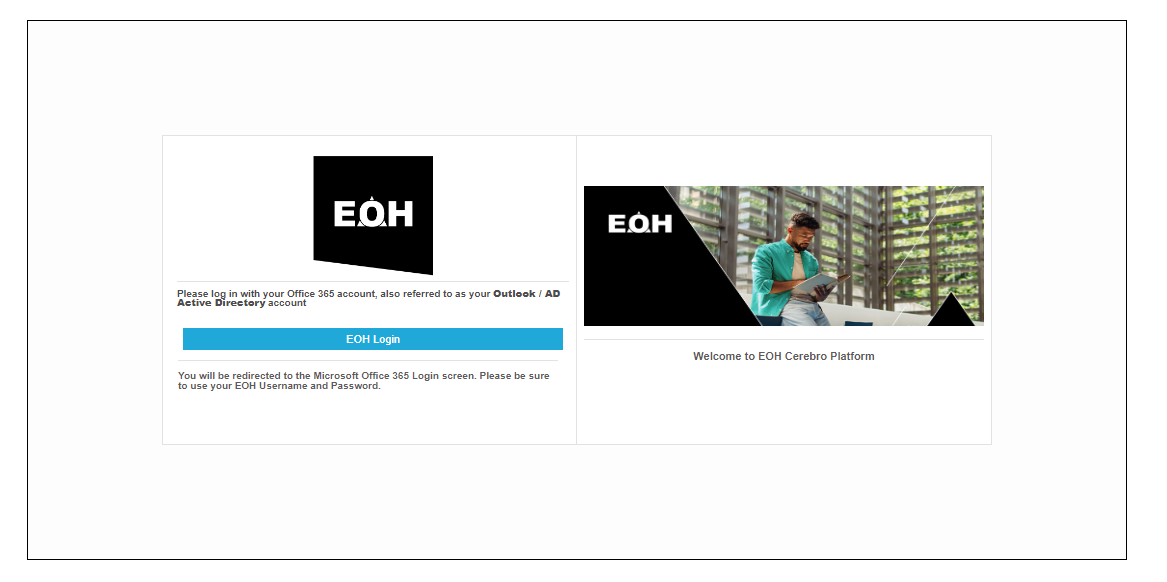 EOH
Please log in with your Office 365 account, also referred to as your Outlook / AD
Active Directory account
EOH Login
You will be redirected to the Microsoft Office 365 Login screen. Please be sure
to use your EOH Username and Password.
EOH
Welcome to EOH Cerebro Platform